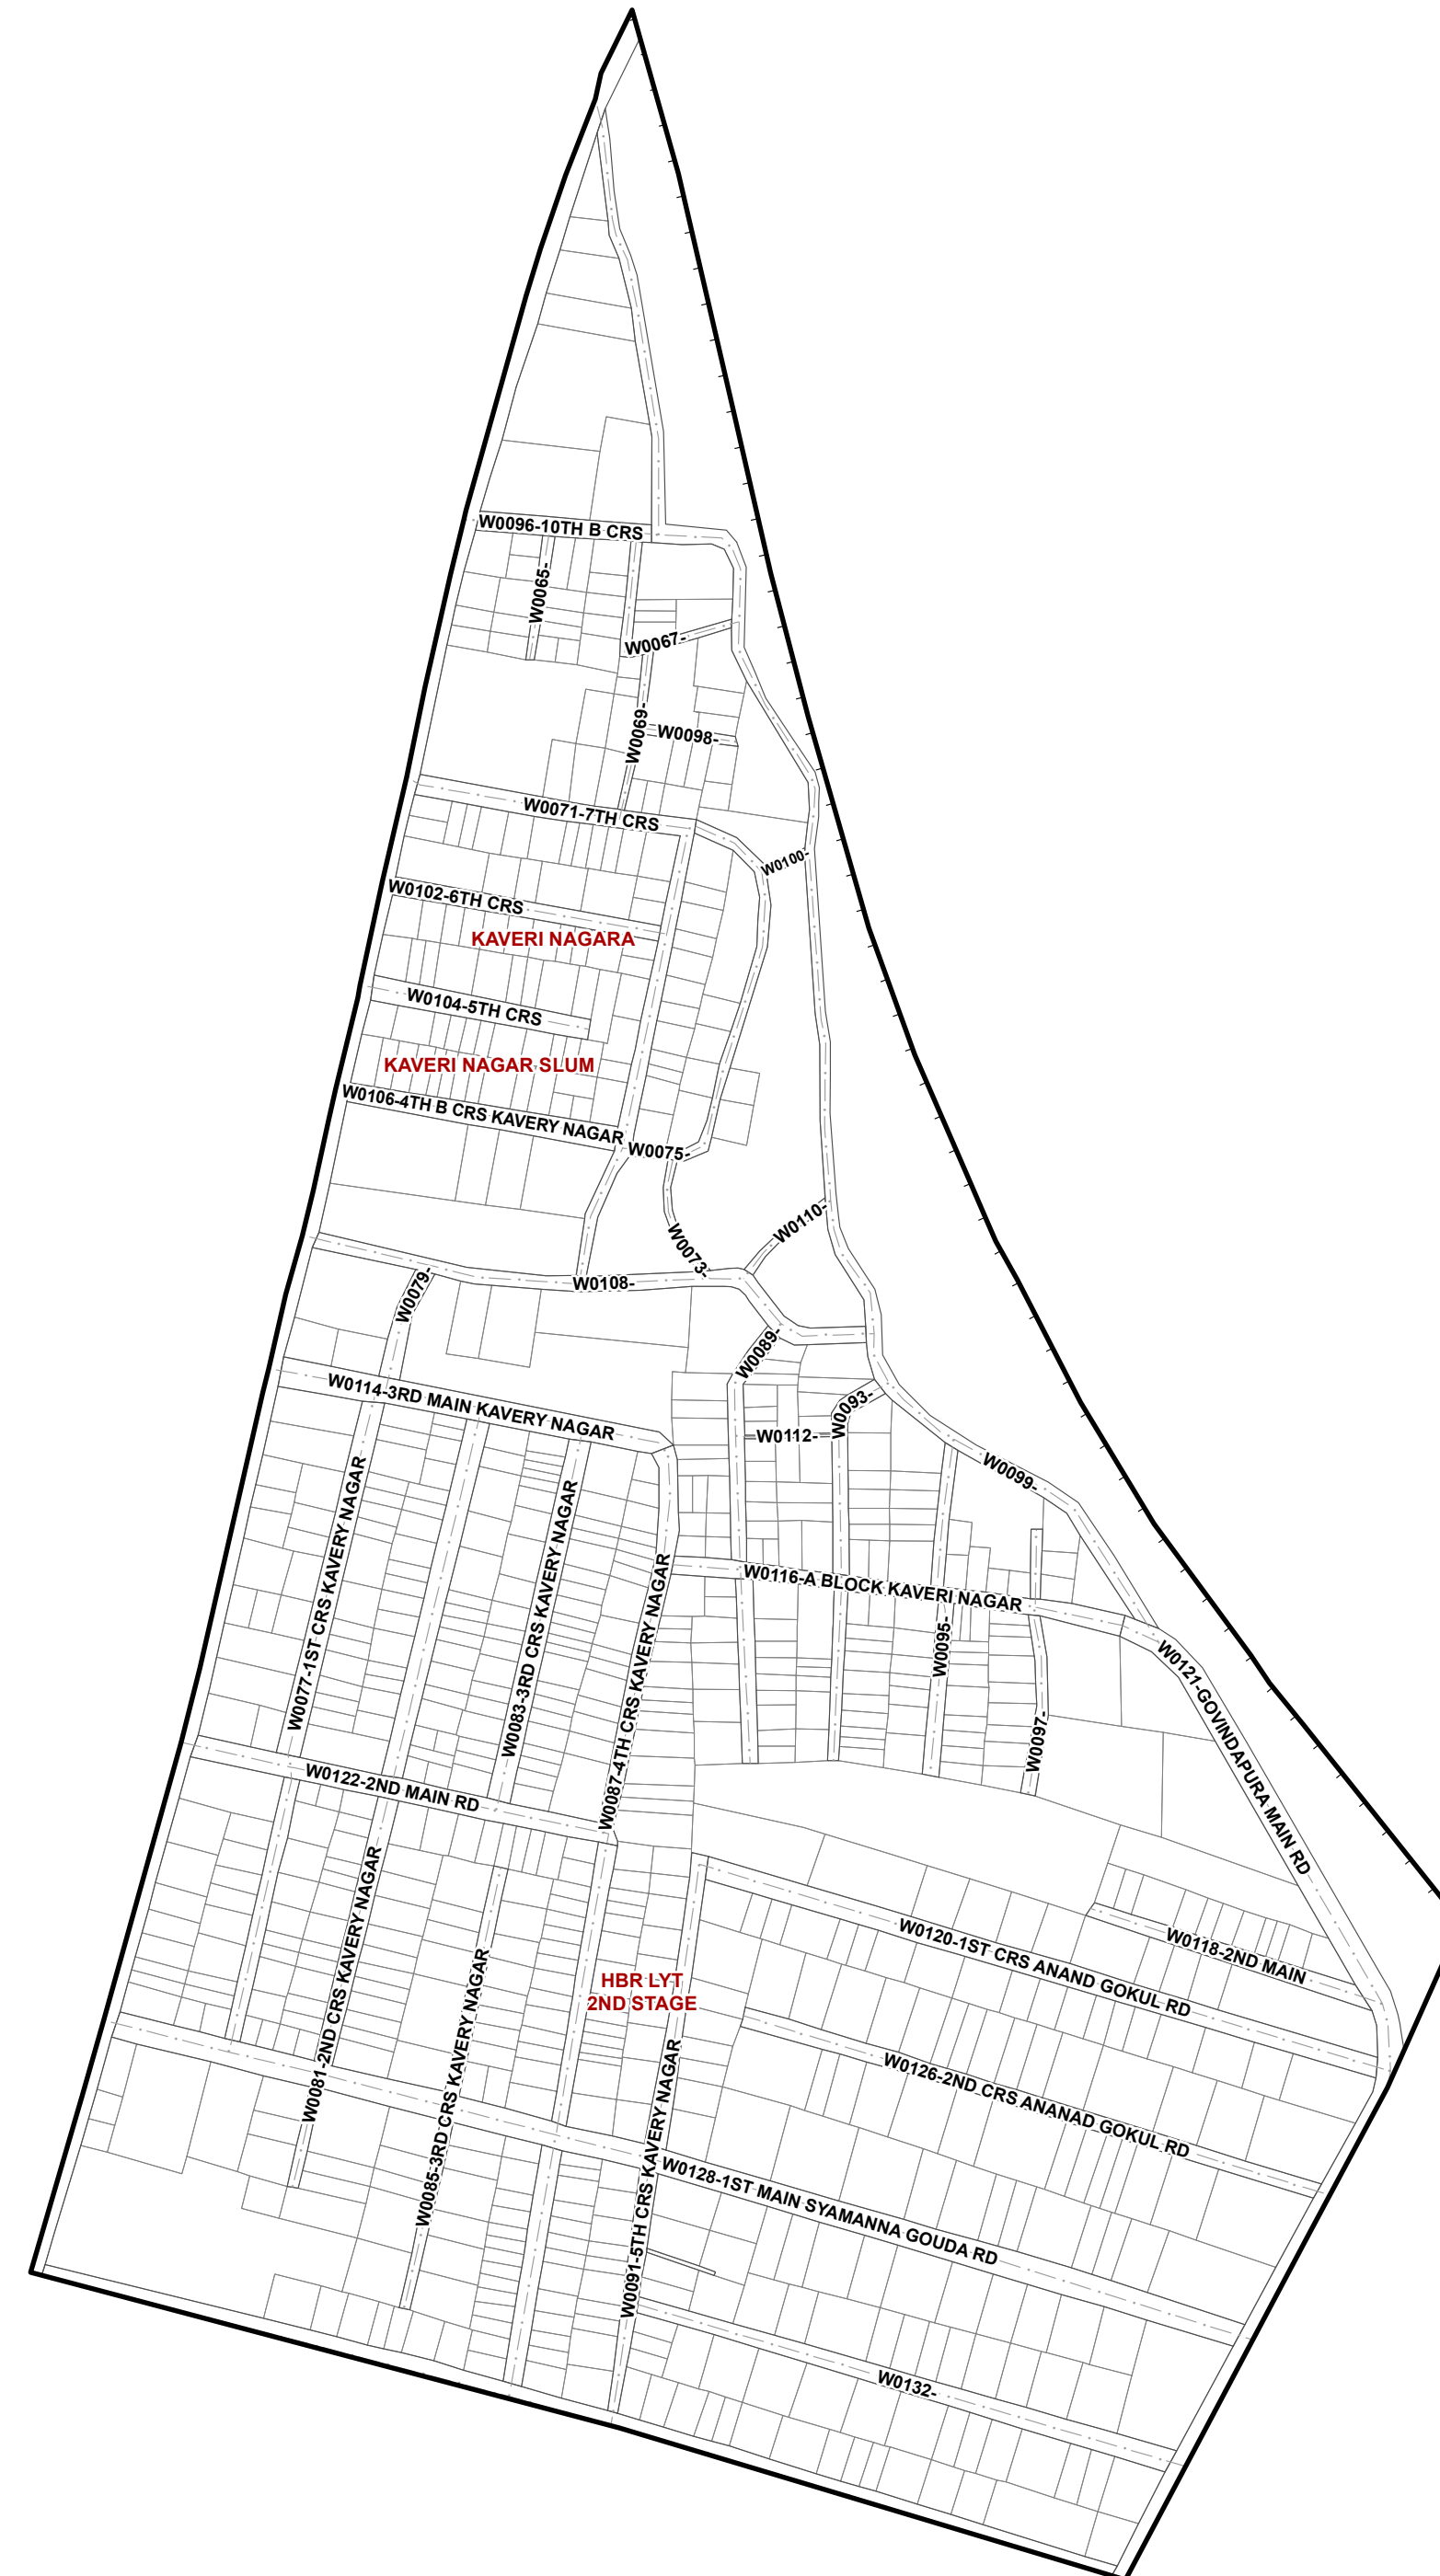 W0096-10TH B CRS
W0065-
W0067-
W0069-
W0098-
W0071-7TH CRS
W0100-
W0102-6TH CRS
KAVERI NAGARA
W0104-5TH CRS
KAVERI NAGAR SLUM
W0106-4TH B CRS KAVERY NAGAR
W0075-
W0110-
W0073-
W0108-
W0079-
W0089-
W0114-3RD MAIN KAVERY NAGAR
W0093-
W0112-
W0099-
W0077-1ST CRS KAVERY NAGAR
W0083-3RD CRS KAVERY NAGAR
W0087-4TH CRS KAVERY NAGAR
W0116-A BLOCK KAVERI NAGAR
W0095-
W0097-
W0121-GOVINDAPURA MAIN RD
W0122-2ND MAIN RD
W0081-2ND CRS KAVERY NAGAR
W0085-3RD CRS KAVERY NAGAR
HBR LYT
2ND STAGE
W0120-1ST CRS ANAND GOKUL RD
W0118-2ND MAIN
W0126-2ND CRS ANANAD GOKUL RD
W0091-5TH CRS KAVERY NAGAR
W0128-1ST MAIN SYAMANNA GOUDA RD
W0132-